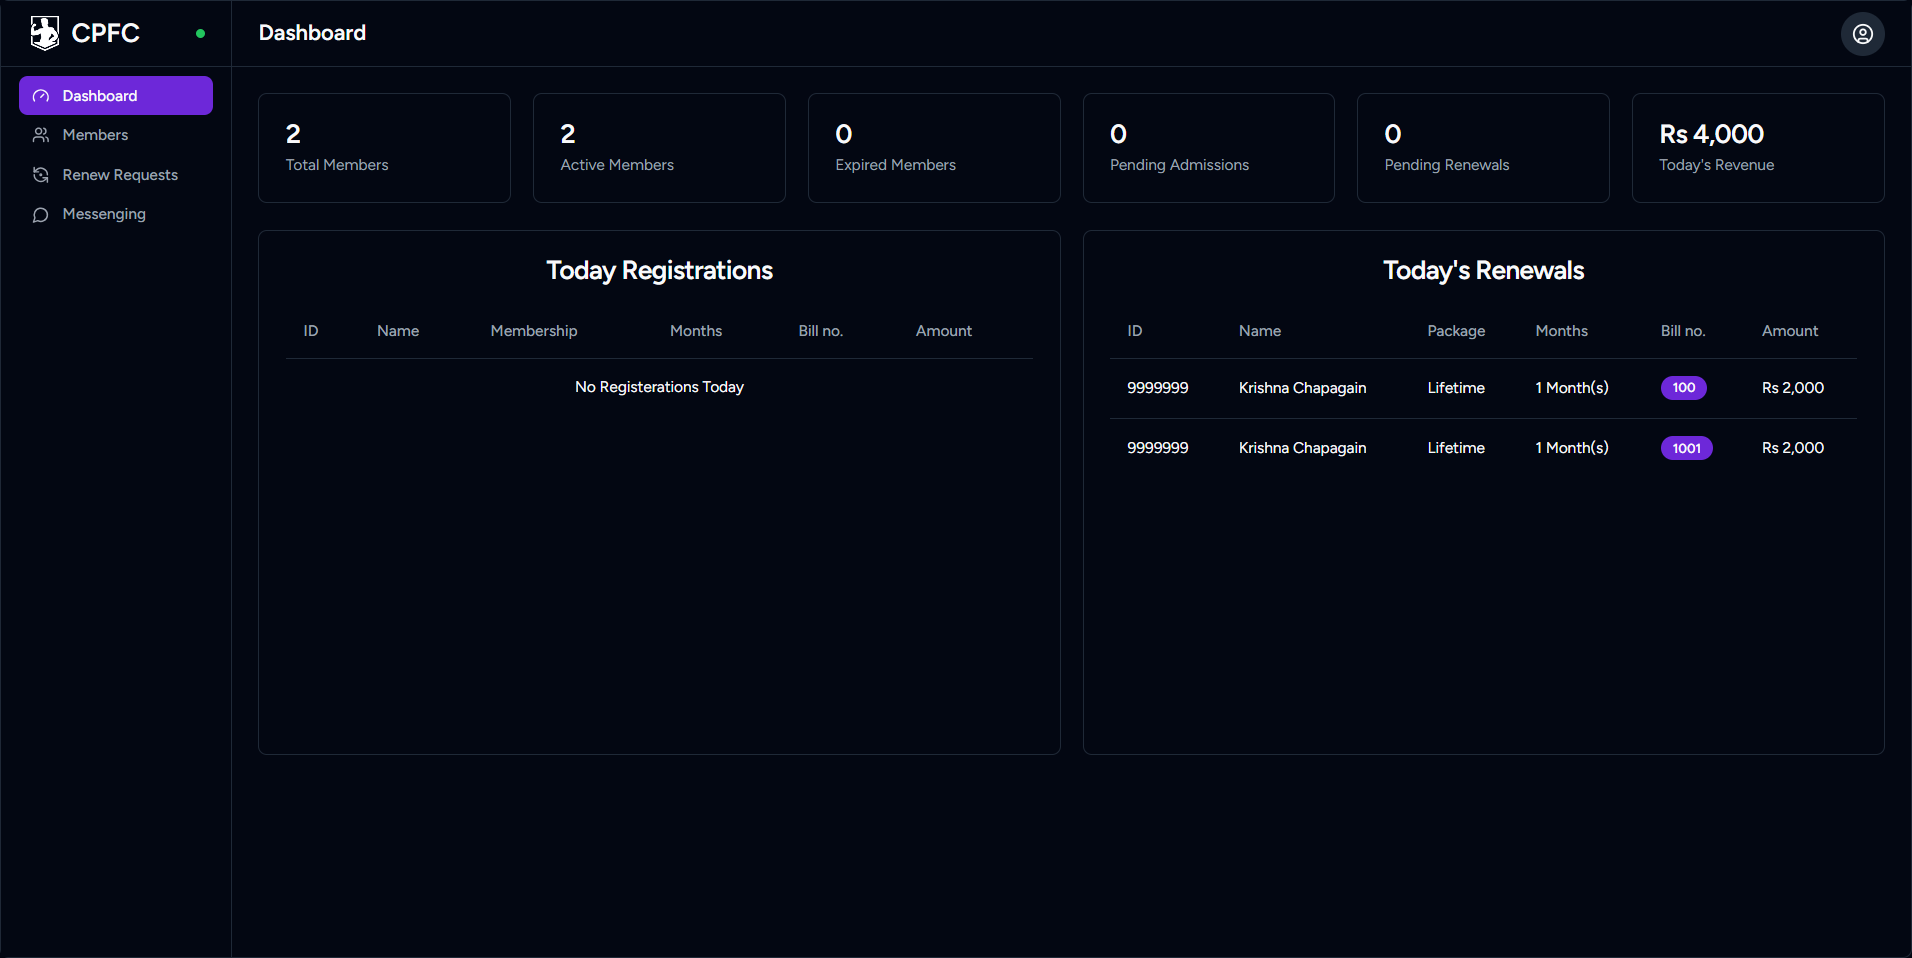 CPFC
Dashboard
Dashboard
Members
Renew Requests
Messenging
2
Total Members
2
Active Members
0
Expired Members
0
Pending Admissions
0
Pending Renewals
Rs 4,000
Today's Revenue
Today Registrations
ID Name Membership Months Bill no. Amount
No Registerations Today
Today's Renewals
ID Name Package Months Bill no. Amount
9999999 Krishna Chapagain Lifetime 1 Month(s) 100 Rs 2,000
9999999 Krishna Chapagain Lifetime 1 Month(s) 1001 Rs 2,000